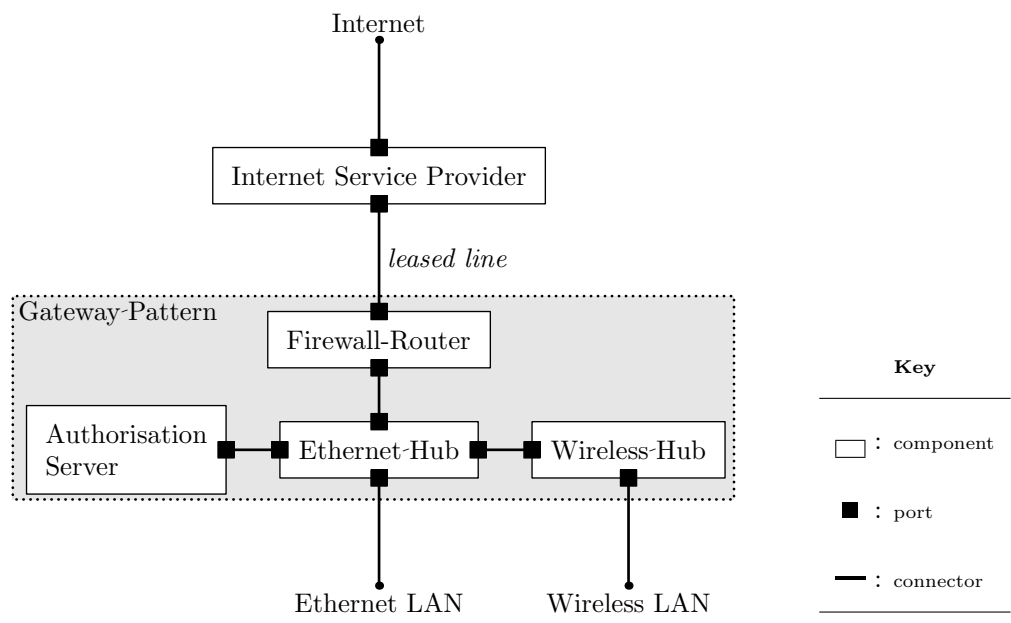 Internet
Internet Service Provider
leased line
Gateway-Pattern
Firewall-Router
Authorisation
Server
Ethernet-Hub
Wireless-Hub
Ethernet LAN
Wireless LAN
Key
: component
: port
: connector